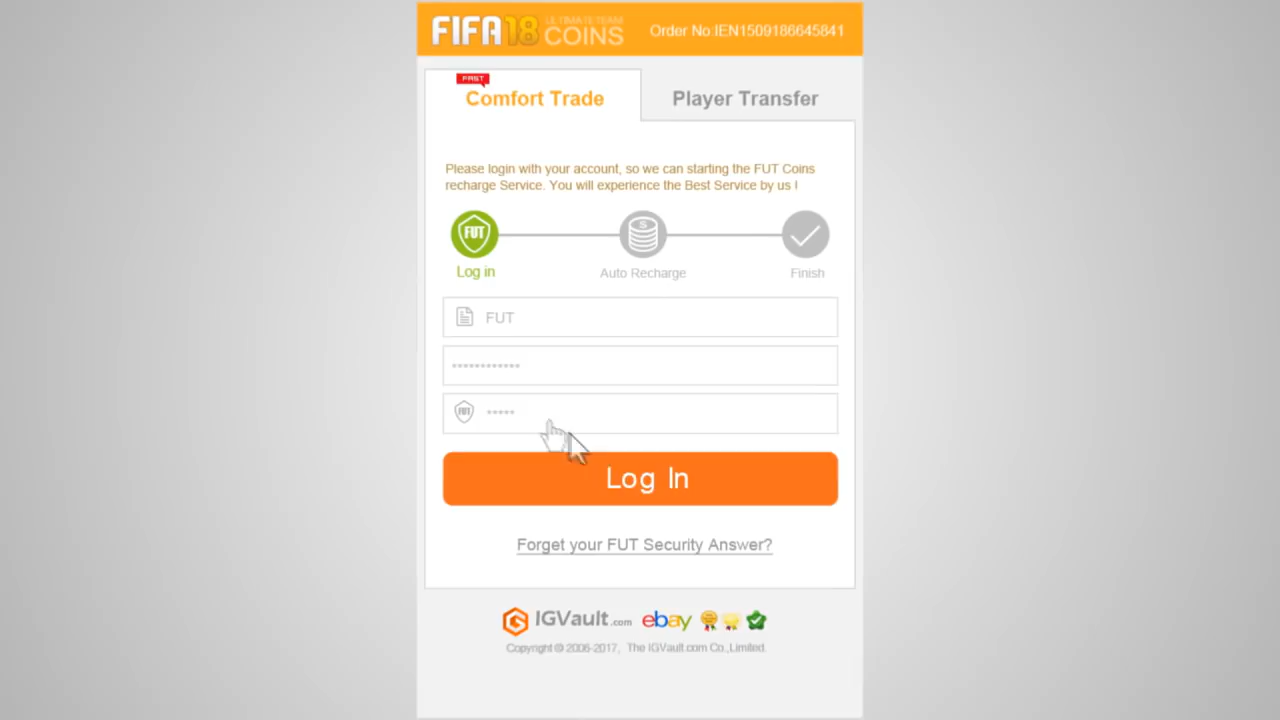 FIFA 18 ULTIMATE TEAM COINS
Order No:IEN1509186645841
FAST
Comfort Trade
Player Transfer
Please login with your account, so we can starting the FUT Coins
recharge Service. You will experience the Best Service by us !
FUT
$
Log in
Auto Recharge
Finish
FUT
************
FUT *****
Log In
Forget your FUT Security Answer?
IGVault.com ebay
Copyright © 2006-2017, The IGVault.com Co.,Limited.